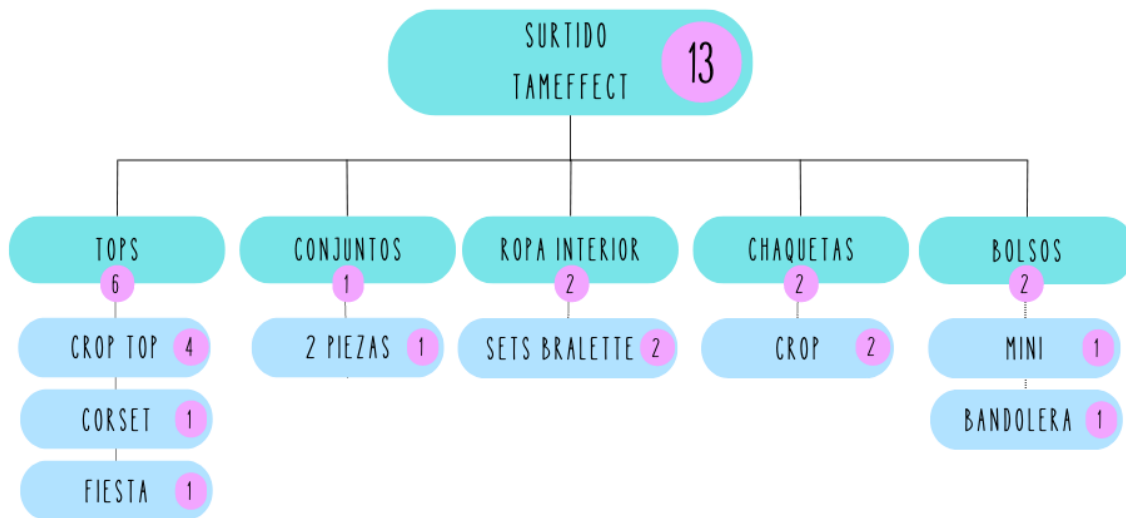 SURTIDO
TAMEFFECT
13
TOPS
6
CROP TOP 4
CORSET 1
FIESTA 1
CONJUNTOS
1
2 PIEZAS 1
ROPA INTERIOR
2
SETS BRALETTE 2
CHAQUETAS
2
CROP 2
BOLSOS
2
MINI 1
BANDOLERA 1